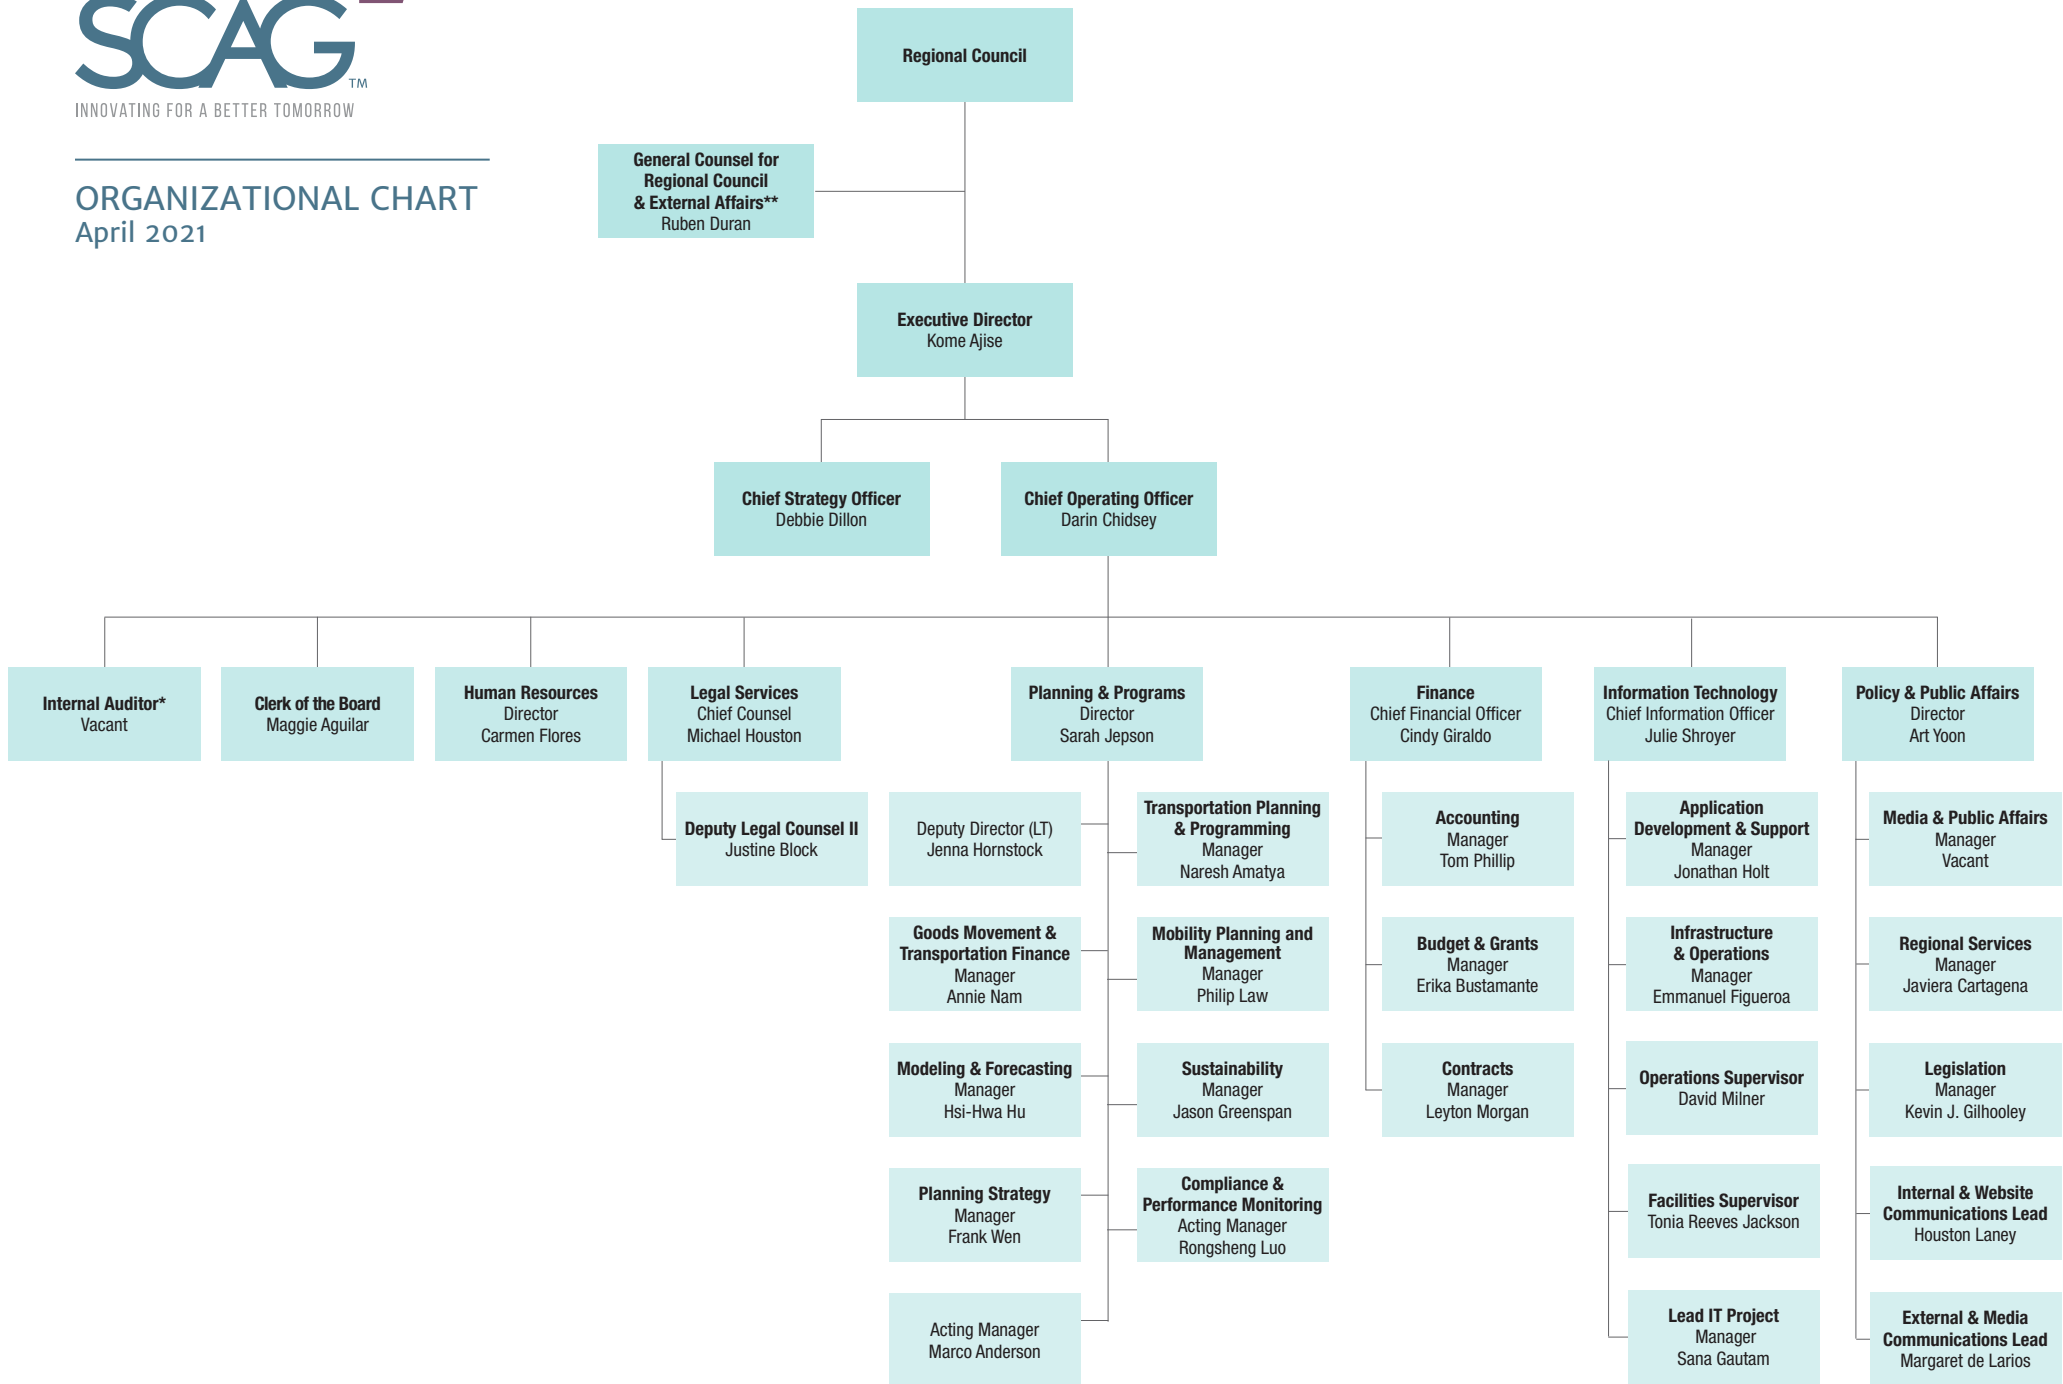 SCAG
TM
INNOVATING FOR A BETTER TOMORROW
ORGANIZATIONAL CHART
April 2021
Regional Council
General Counsel for
Regional Council
& External Affairs**
Ruben Duran
Executive Director
Kome Ajise
Chief Strategy Officer
Debbie Dillon
Chief Operating Officer
Darin Chidsey
Internal Auditor*
Vacant
Clerk of the Board
Maggie Aguilar
Human Resources
Director
Carmen Flores
Legal Services
Chief Counsel
Michael Houston
Planning & Programs
Director
Sarah Jepson
Finance
Chief Financial Officer
Cindy Giraldo
Information Technology
Chief Information Officer
Julie Shroyer
Policy & Public Affairs
Director
Art Yoon
Deputy Legal Counsel II
Justine Block
Deputy Director (LT)
Jenna Hornstock
Transportation Planning
& Programming
Manager
Naresh Amatya
Accounting
Manager
Tom Phillip
Application
Development & Support
Manager
Jonathan Holt
Media & Public Affairs
Manager
Vacant
Goods Movement &
Transportation Finance
Manager
Annie Nam
Mobility Planning and
Management
Manager
Philip Law
Budget & Grants
Manager
Erika Bustamante
Infrastructure
& Operations
Manager
Emmanuel Figueroa
Regional Services
Manager
Javiera Cartagena
Modeling & Forecasting
Manager
Hsi-Hwa Hu
Sustainability
Manager
Jason Greenspan
Contracts
Manager
Leyton Morgan
Operations Supervisor
David Milner
Legislation
Manager
Kevin J. Gilhooley
Planning Strategy
Manager
Frank Wen
Compliance &
Performance Monitoring
Acting Manager
Rongsheng Luo
Facilities Supervisor
Tonia Reeves Jackson
Internal & Website
Communications Lead
Houston Laney
Acting Manager
Marco Anderson
Lead IT Project
Manager
Sana Gautam
External & Media
Communications Lead
Margaret de Larios